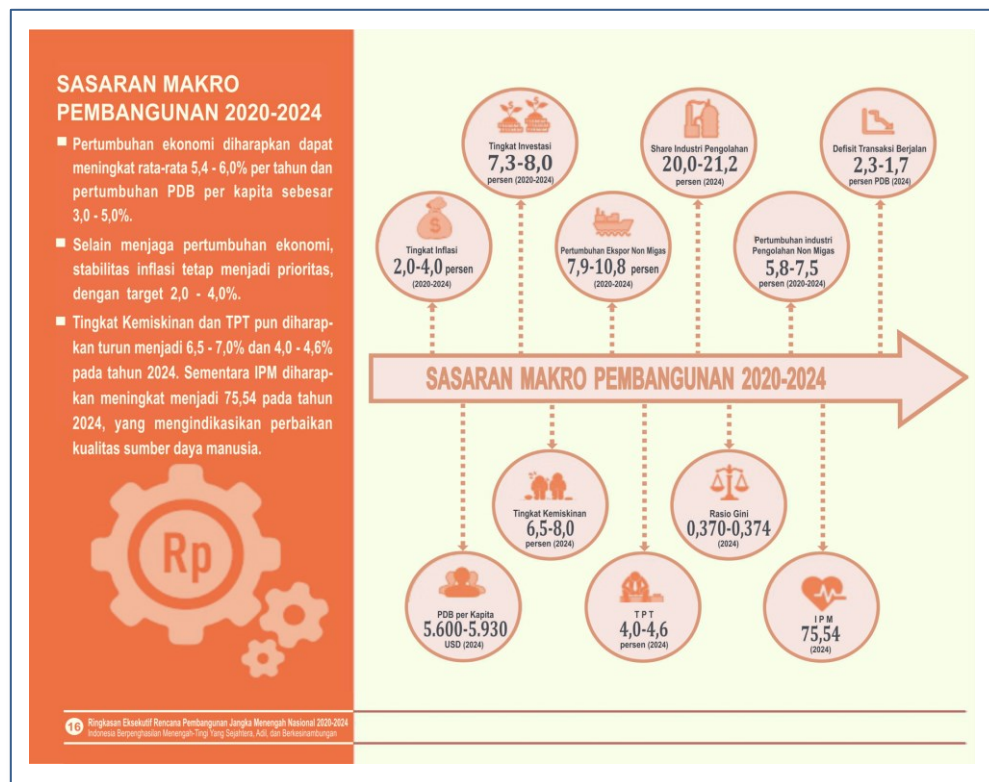 SASARAN MAKRO
PEMBANGUNAN 2020-2024
Pertumbuhan ekonomi diharapkan dapat
meningkat rata-rata 5,4 - 6,0% per tahun dan
pertumbuhan PDB per kapita sebesar
3,0 - 5,0%.
Selain menjaga pertumbuhan ekonomi,
stabilitas inflasi tetap menjadi prioritas,
dengan target 2,0 - 4,0%.
Tingkat Kemiskinan dan TPT pun diharap-
kan turun menjadi 6,5 - 7,0% dan 4,0 - 4,6%
pada tahun 2024. Sementara IPM diharap-
kan meningkat menjadi 75,54 pada tahun
2024, yang mengindikasikan perbaikan
kualitas sumber daya manusia.
Rp
16
Ringkasan Eksekutif Rencana Pembangunan Jangka Menengah Nasional 2020-2024
Indonesia Berpenghasilan Menengah-Tinggi Yang Sejahtera, Adil, dan Berkesinambungan
Tingkat Investasi
7,3-8,0
persen (2020-2024)
Share Industri Pengolahan
20,0-21,2
persen (2024)
Defisit Transaksi Berjalan
2,3-1,7
persen PDB (2024)
$
Tingkat Inflasi
2,0-4,0 persen
(2020-2024)
Pertumbuhan Ekspor Non Migas
7,9-10,8 persen
(2020-2024)
Pertumbuhan industri
Pengolahan Non Migas
5,8-7,5
persen (2020-2024)
SASARAN MAKRO PEMBANGUNAN 2020-2024
Tingkat Kemiskinan
6,5-8,0
persen (2024)
Rasio Gini
0,370-0,374
(2024)
PDB per Kapita
5.600-5.930
USD (2024)
T P T
4,0-4,6
persen (2024)
I P M
75,54
(2024)